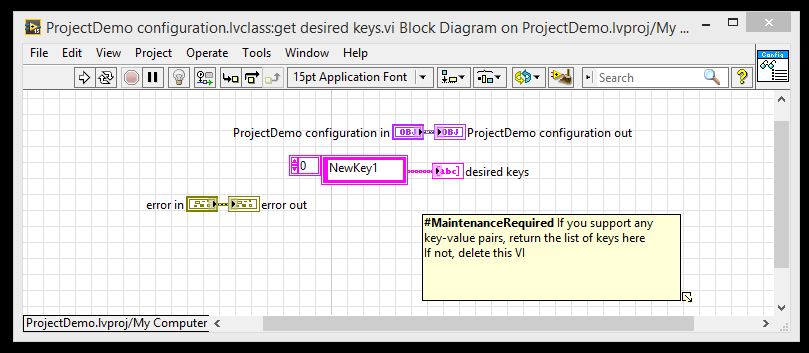 ProjectDemo configuration.lvclass:get desired keys.vi Block Diagram on ProjectDemo.lvproj/My ...
File Edit View Project Operate Tools Window Help
15pt Application Font
Search
?
Config
ProjectDemo configuration in OBJ OBJ ProjectDemo configuration out
0 NewKey1 abc desired keys
error in error out
#MaintenanceRequired If you support any
key-value pairs, return the list of keys here
If not, delete this VI
ProjectDemo.lvproj/My Computer